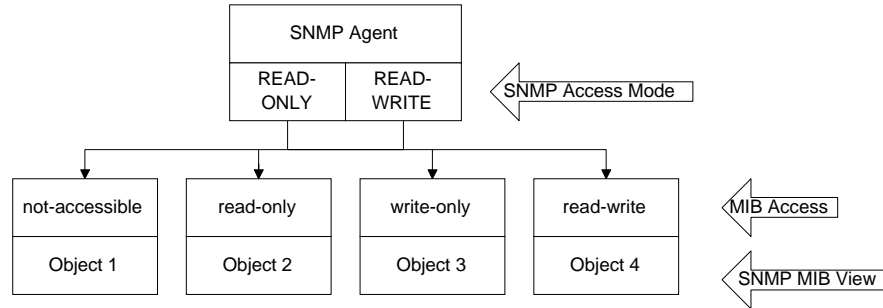 SNMP Agent
READ- READ-
ONLY WRITE
SNMP Access Mode
not-accessible read-only write-only read-write
MIB Access
Object 1 Object 2 Object 3 Object 4
SNMP MIB View